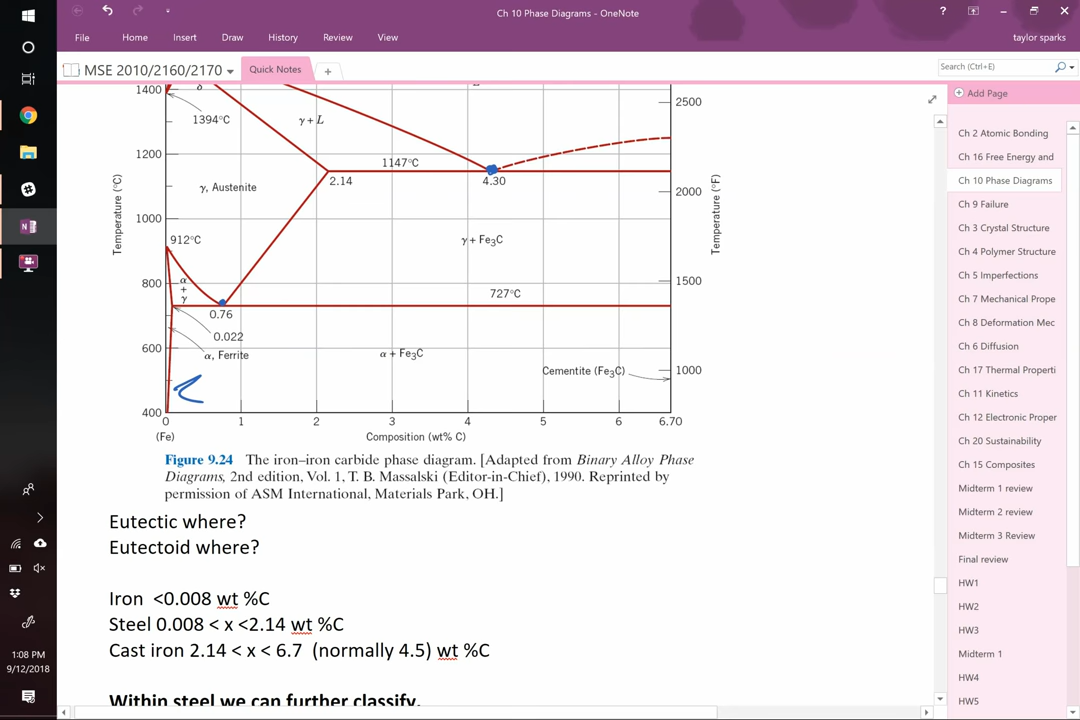 Ch 10 Phase Diagrams - OneNote
?
File Home Insert Draw History Review View
taylor sparks
MSE 2010/2160/2170
Quick Notes
+
Search (Ctrl+E)
Add Page
Ch 2 Atomic Bonding
Ch 16 Free Energy and
Ch 10 Phase Diagrams
Ch 9 Failure
Ch 3 Crystal Structure
Ch 4 Polymer Structure
Ch 5 Imperfections
Ch 7 Mechanical Prope
Ch 8 Deformation Mec
Ch 6 Diffusion
Ch 17 Thermal Properti
Ch 11 Kinetics
Ch 12 Electronic Proper
Ch 20 Sustainability
Ch 15 Composites
Midterm 1 review
Midterm 2 review
Midterm 3 Review
Final review
HW1
HW2
HW3
Midterm 1
HW4
HW5
1400
δ
2500
1394°C
γ + L
1200
1147°C
2.14
4.30
γ, Austenite
2000
Temperature (°C)
Temperature (°F)
1000
912°C
γ + Fe3C
800
α
+
γ
1500
727°C
0.76
0.022
600
α, Ferrite
α + Fe3C
Cementite (Fe3C)
1000
400
0 1 2 3 4 5 6 6.70
(Fe)
Composition (wt% C)
Figure 9.24 The iron–iron carbide phase diagram. [Adapted from Binary Alloy Phase
Diagrams, 2nd edition, Vol. 1, T. B. Massalski (Editor-in-Chief), 1990. Reprinted by
permission of ASM International, Materials Park, OH.]
Eutectic where?
Eutectoid where?
Iron <0.008 wt %C
Steel 0.008 < x <2.14 wt %C
Cast iron 2.14 < x < 6.7 (normally 4.5) wt %C
Within steel we can further classify.
1:08 PM
9/12/2018